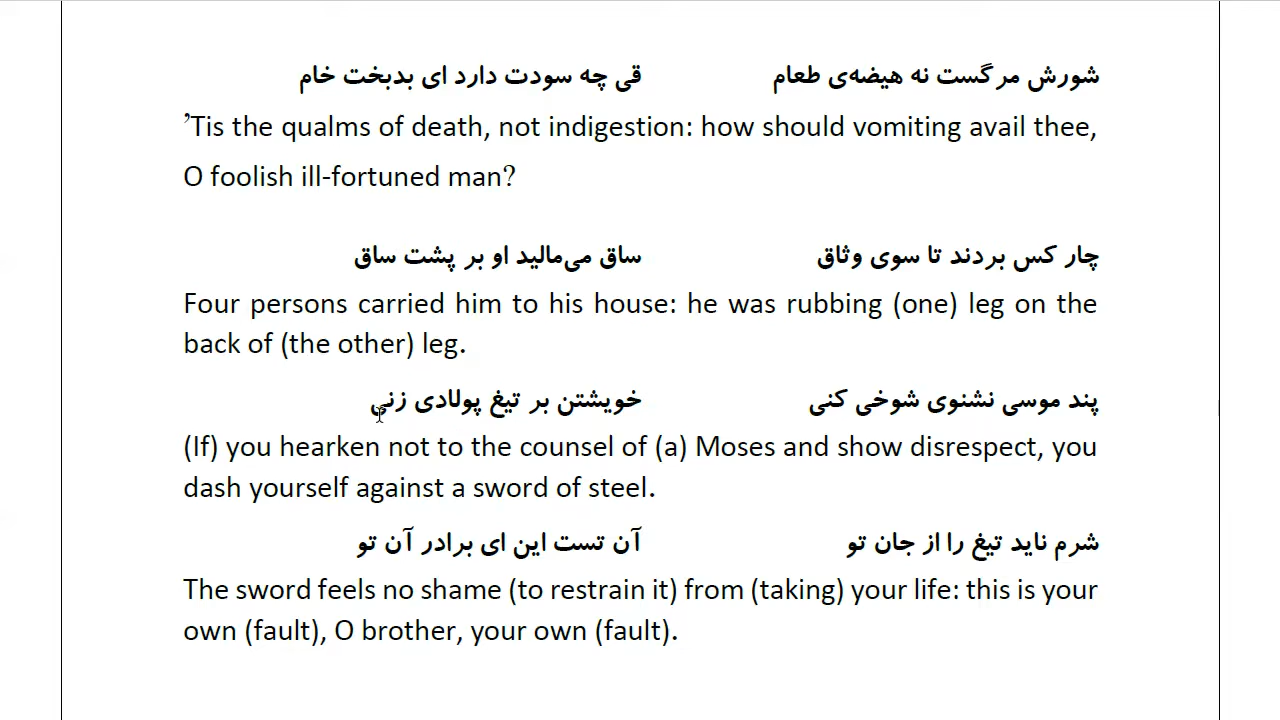 شورش مرگست نه هیضه‌ی طعام قی چه سودت دارد ای بدبخت خام
’Tis the qualms of death, not indigestion: how should vomiting avail thee,
O foolish ill-fortuned man?
چار کس بردند تا سوی وثاق ساق می‌مالید او بر پشت ساق
Four persons carried him to his house: he was rubbing (one) leg on the
back of (the other) leg.
پند موسی نشنوی شوخی کنی خویشتن بر تیغ پولادی زنی
(If) you hearken not to the counsel of (a) Moses and show disrespect, you
dash yourself against a sword of steel.
شرم ناید تیغ را از جان تو آن تست این ای برادر آن تو
The sword feels no shame (to restrain it) from (taking) your life: this is your
own (fault), O brother, your own (fault).